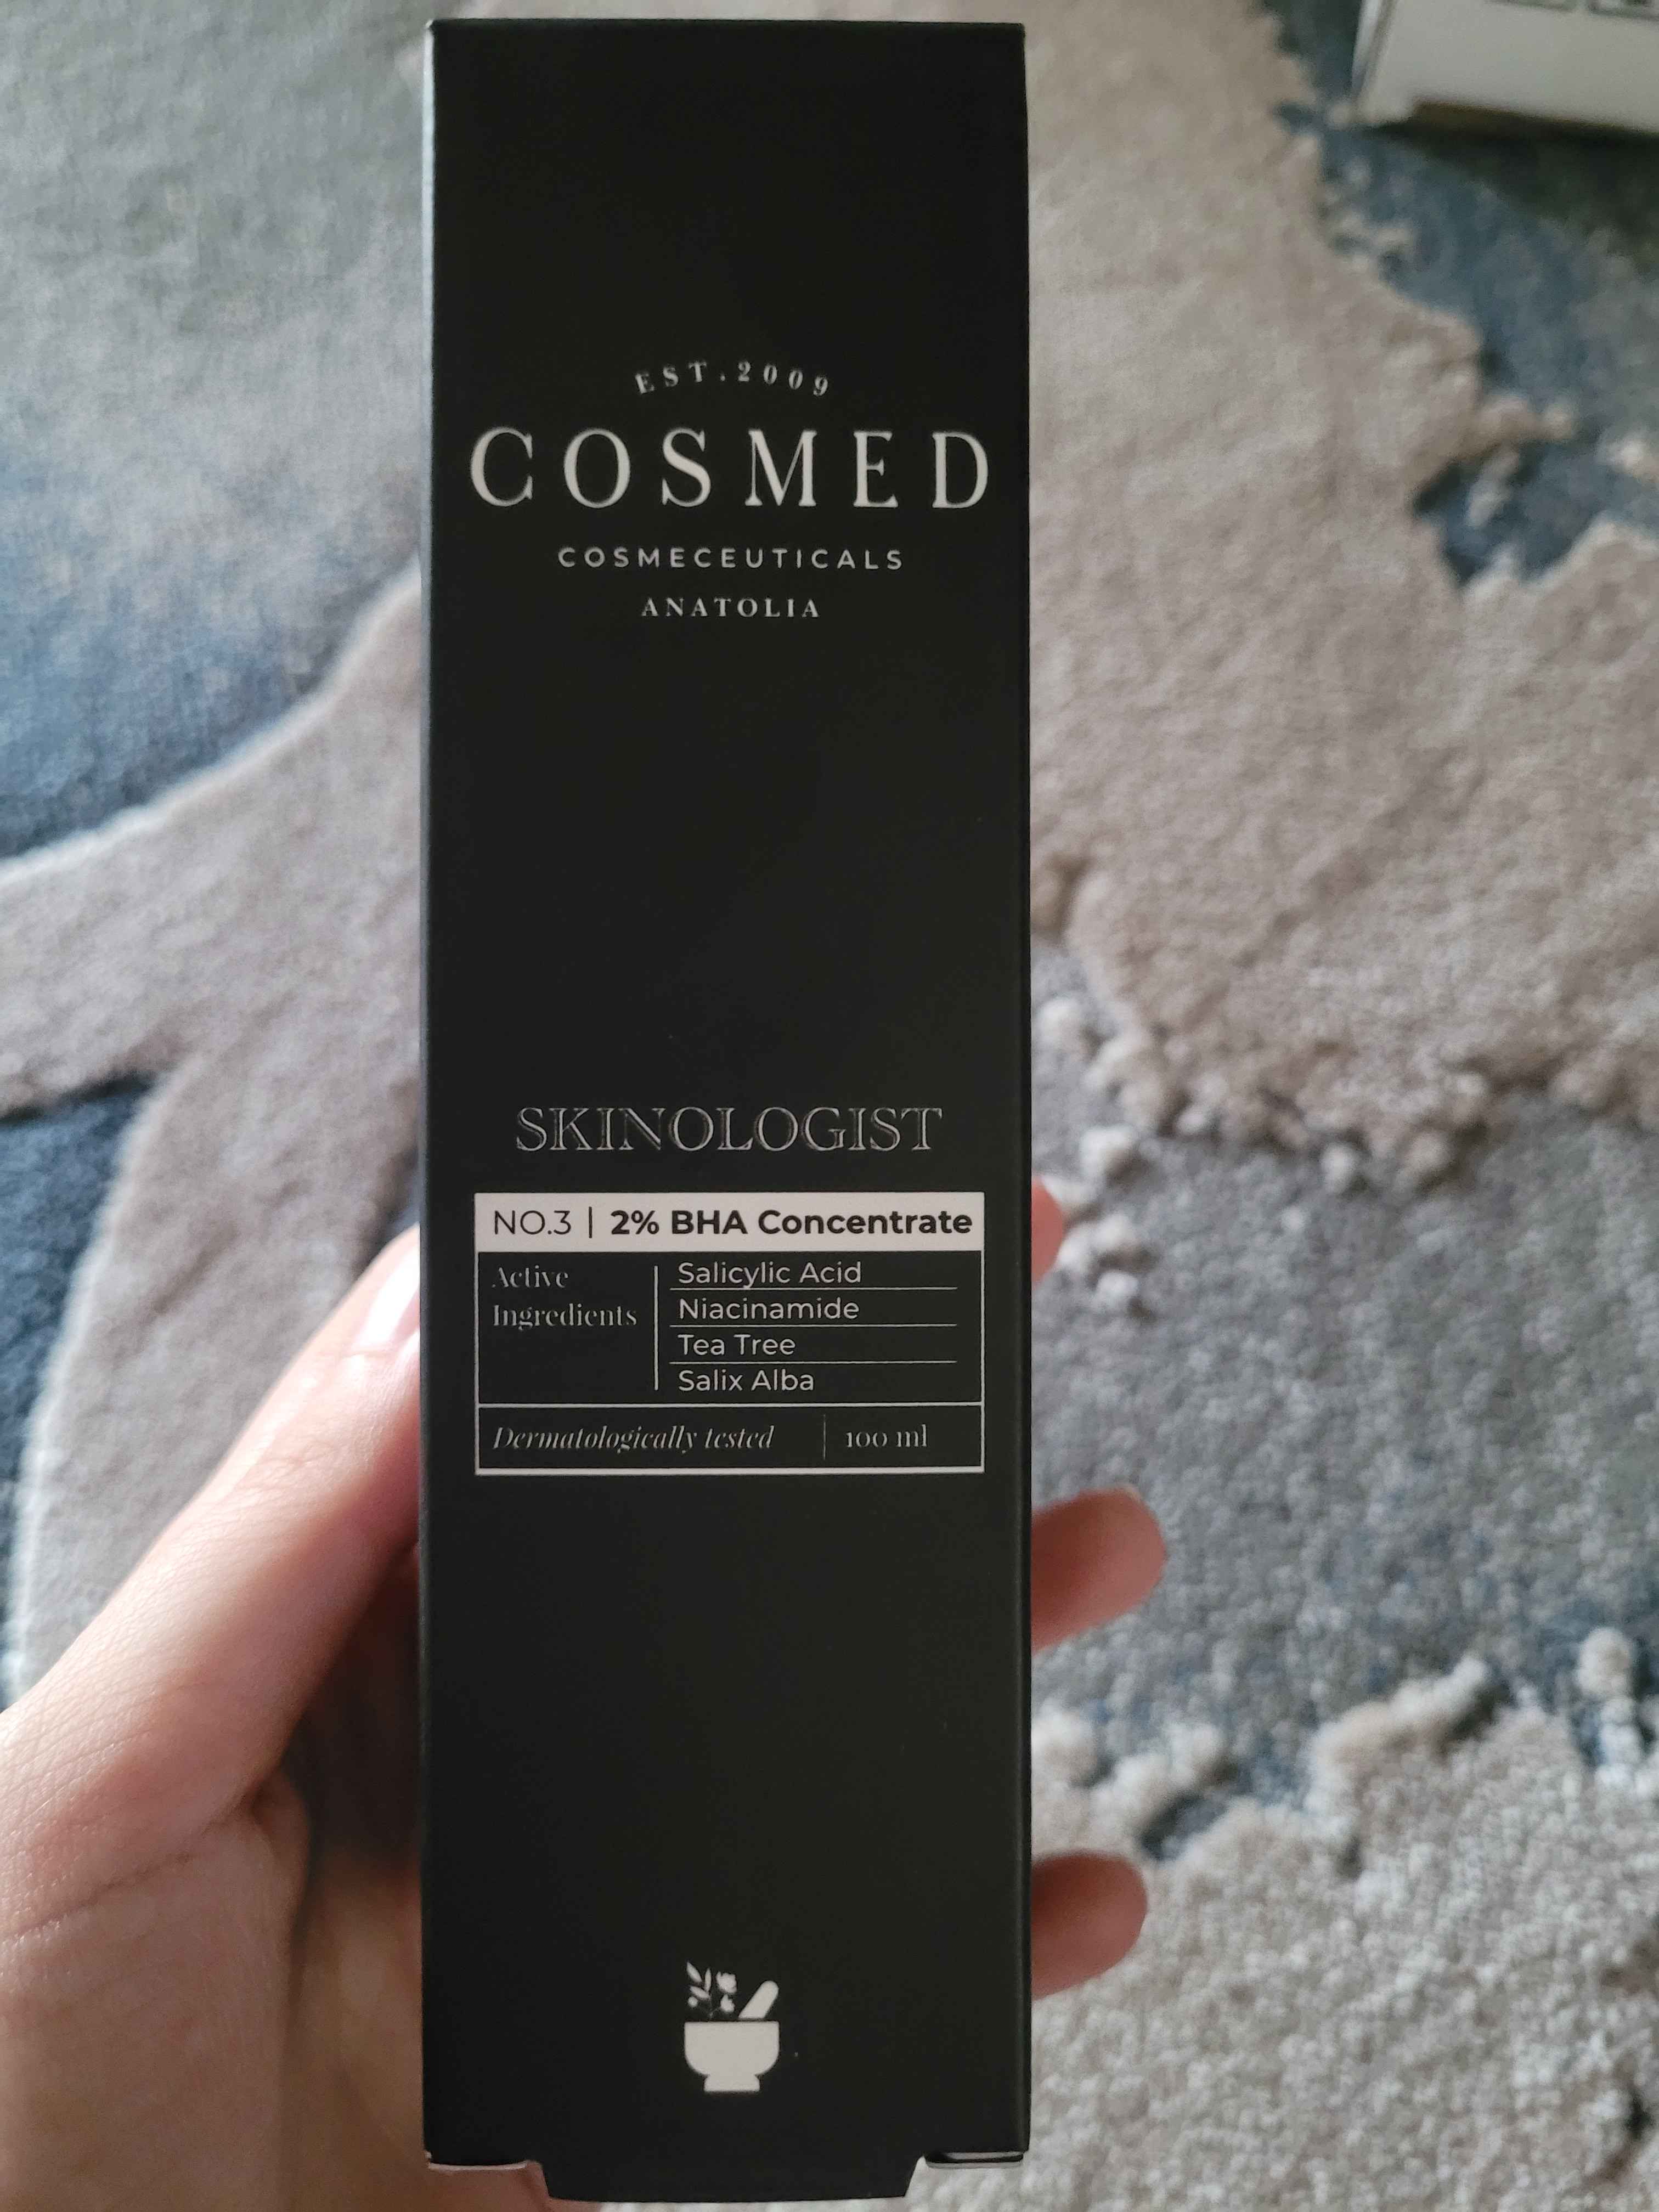 EST.2009
COSMED
COSMECEUTICALS
ANATOLIA
SKINOLOGIST
NO.3 | 2% BHA Concentrate
Active
Ingredients
Salicylic Acid
Niacinamide
Tea Tree
Salix Alba
Dermatologically tested | 100 ml